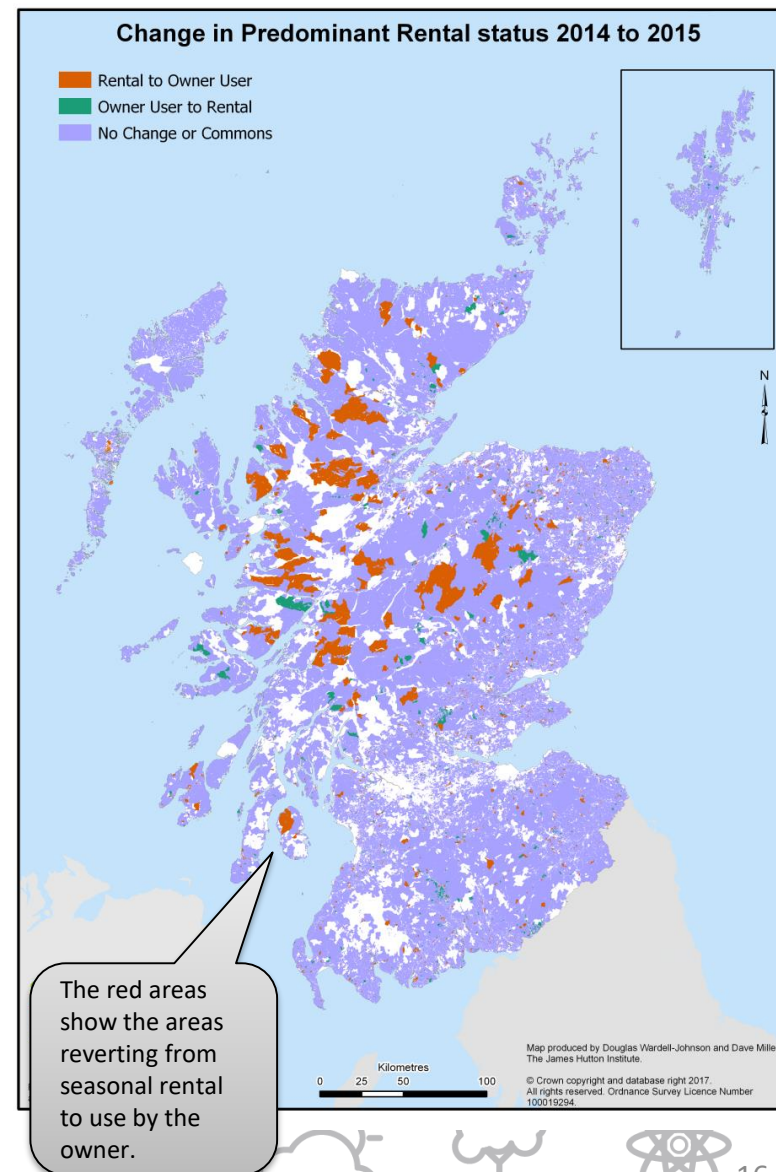 Change in Predominant Rental status 2014 to 2015
Rental to Owner User
Owner User to Rental
No Change or Commons
N
The red areas
show the areas
reverting from
seasonal rental
to use by the
owner.
Kilometres
0 25 50 100
Map produced by Douglas Wardell-Johnson and Dave Mille
The James Hutton Institute.
© Crown copyright and database right 2017.
All rights reserved. Ordnance Survey Licence Number
100019294.